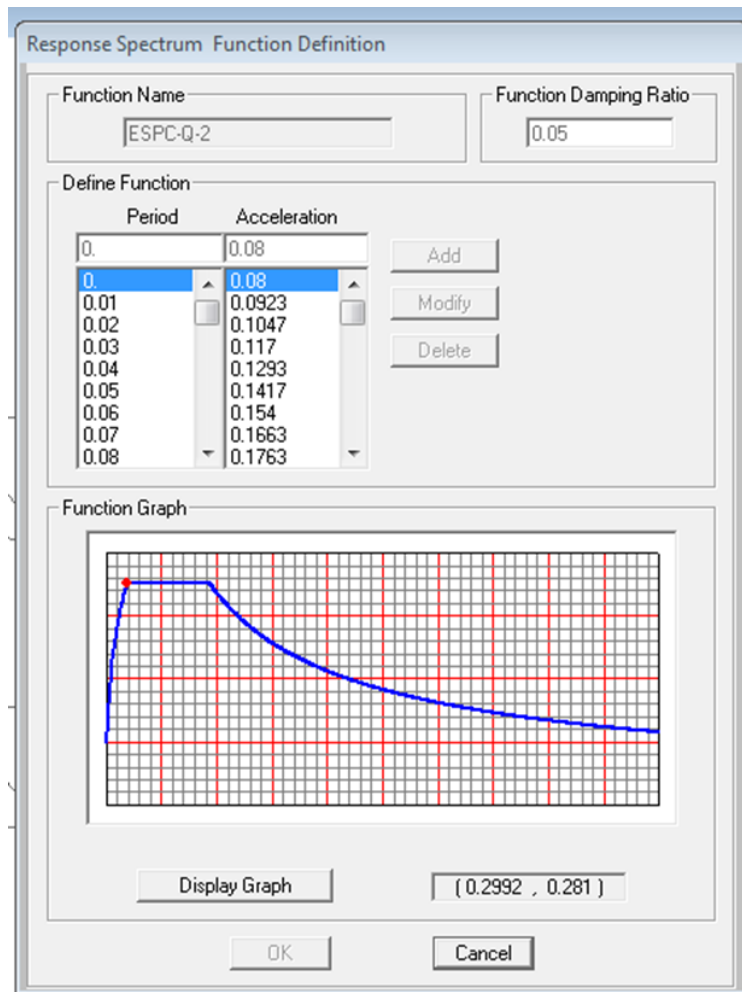 Response Spectrum Function Definition
Function Name
ESPC-Q-2
Function Damping Ratio
0.05
Define Function
Period Acceleration
0. 0.08
0. 0.08
0.01 0.0923
0.02 0.1047
0.03 0.117
0.04 0.1293
0.05 0.1417
0.06 0.154
0.07 0.1663
0.08 0.1763
Add
Modify
Delete
Function Graph
Display Graph
( 0.2992 , 0.281 )
OK
Cancel